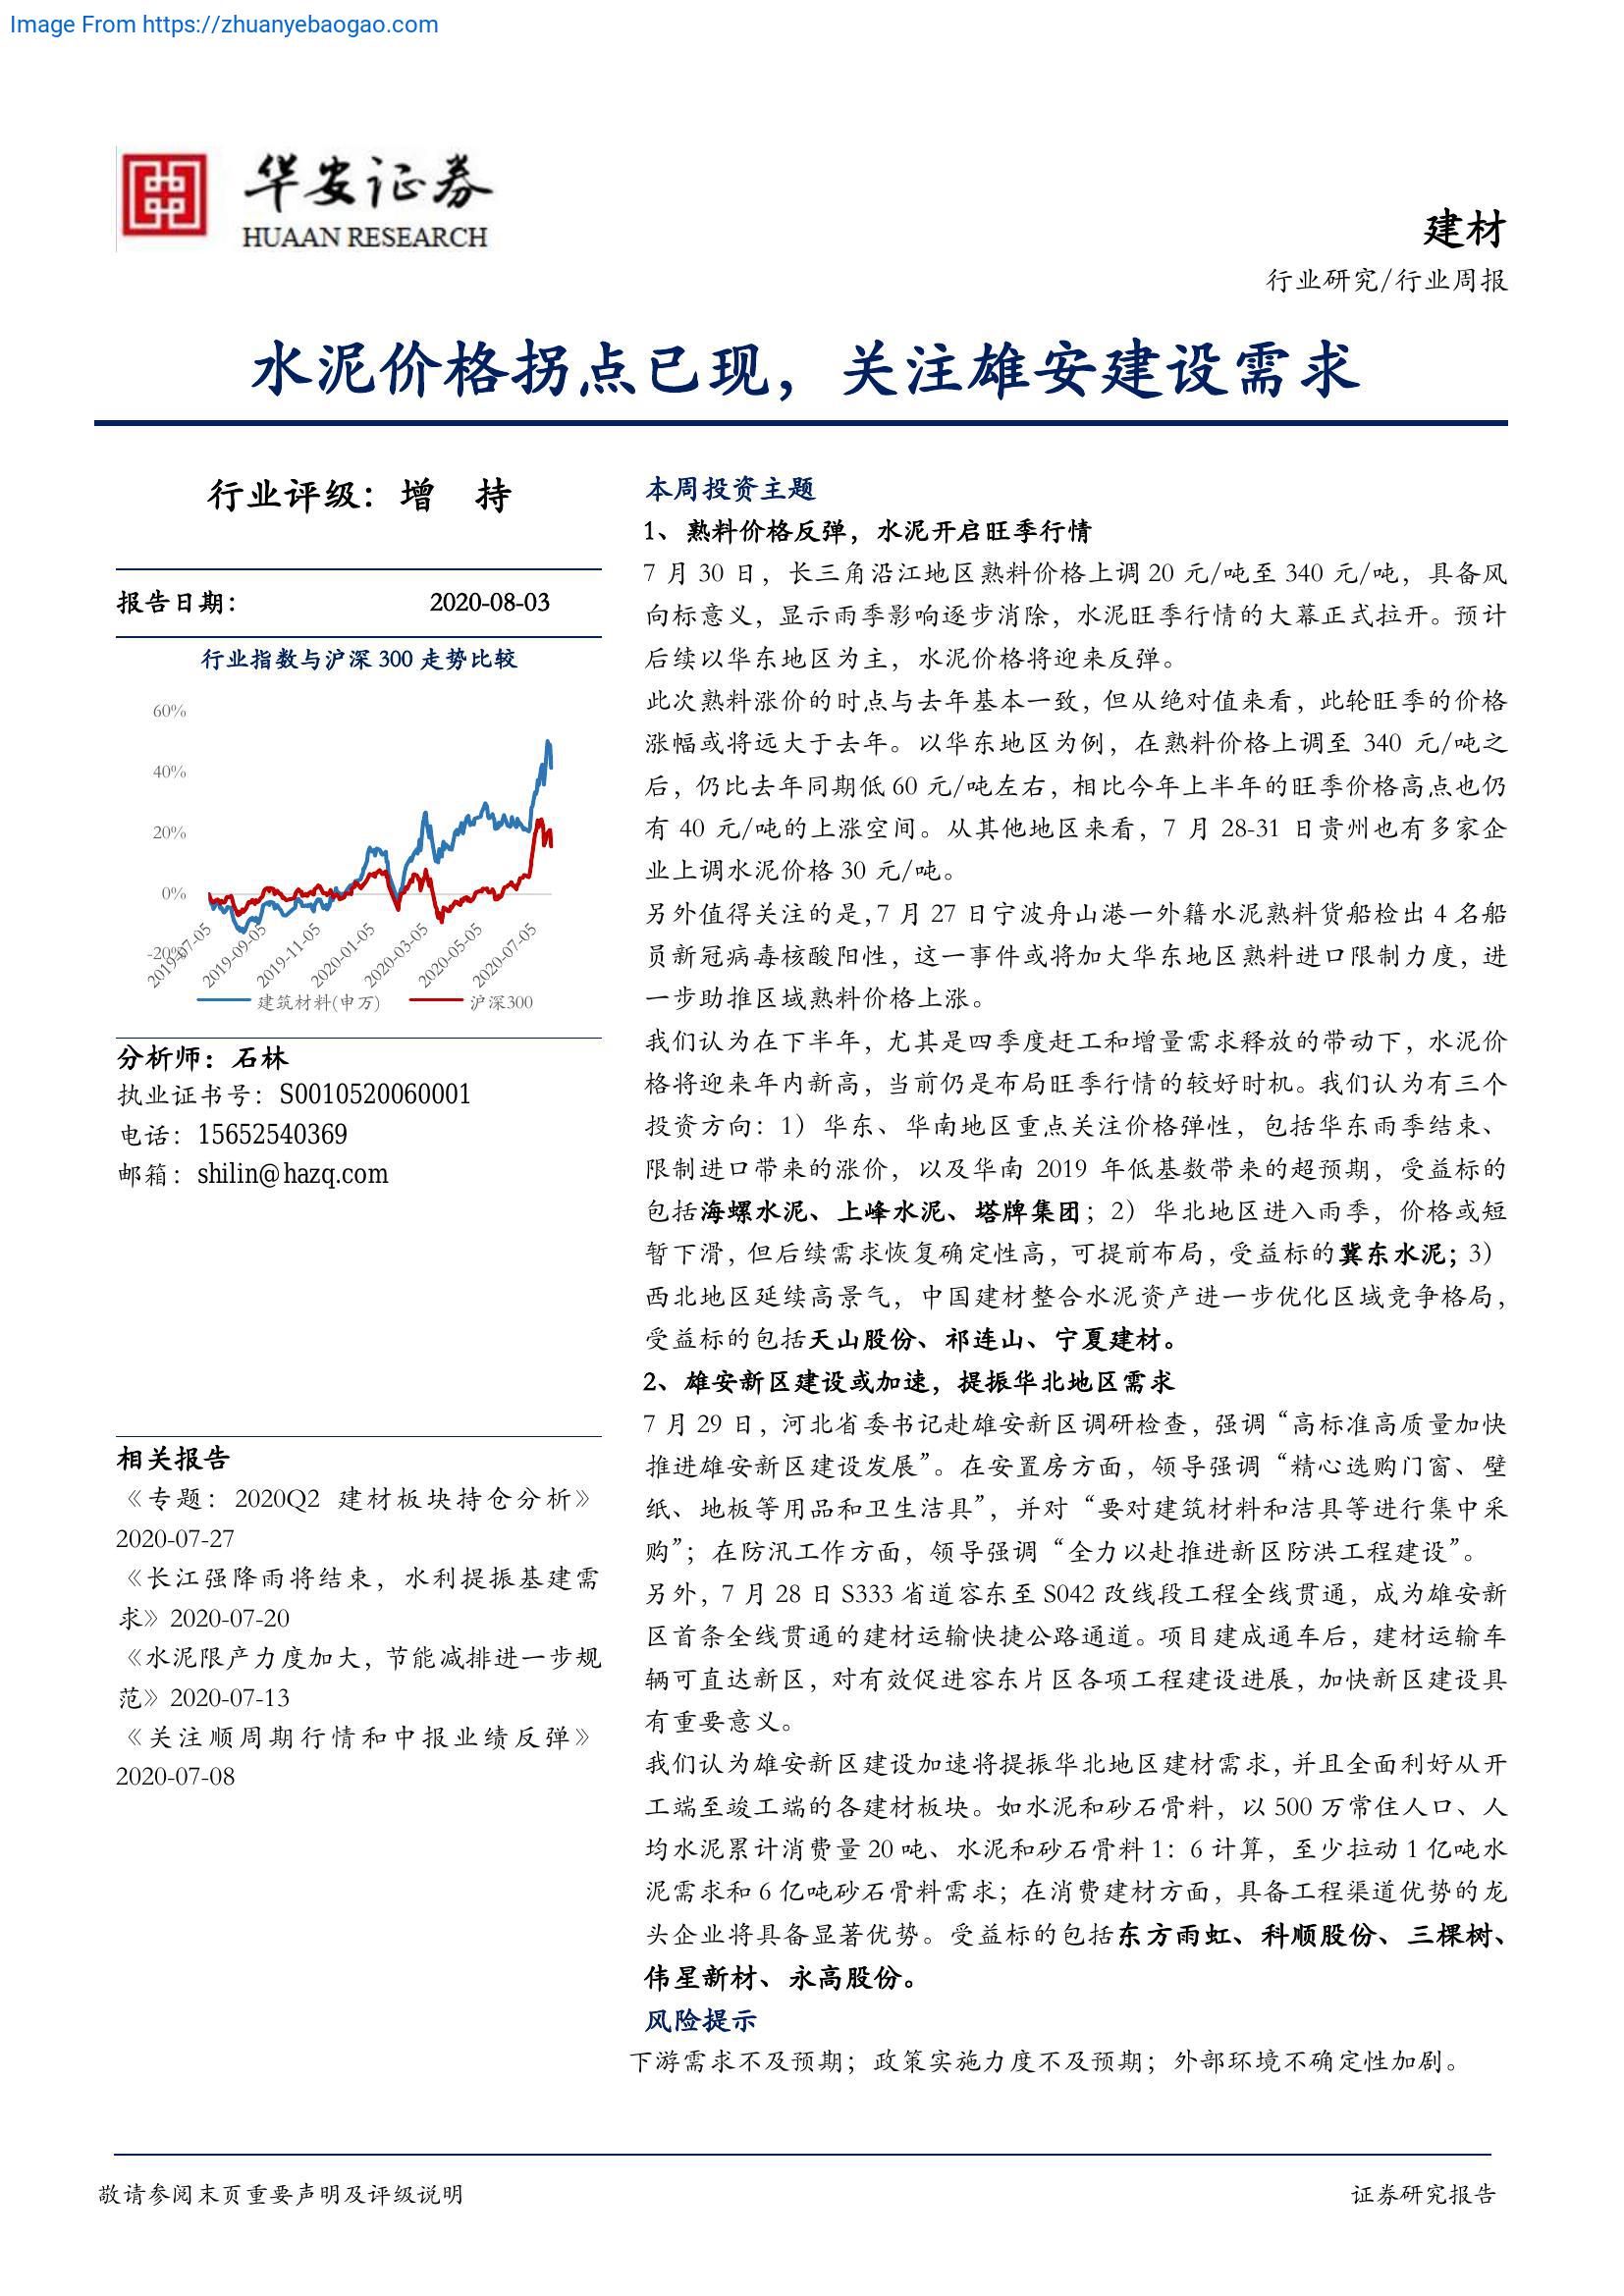 Image From https://zhuanyebaogao.com
华安证券
HUAAN RESEARCH
建材
行业研究/行业周报
水泥价格拐点已现，关注雄安建设需求
行业评级：增 持
报告日期： 2020-08-03
行业指数与沪深 300 走势比较
60%
40%
20%
0%
-20%
2019-07-05
2019-09-05
2019-11-05
2020-01-05
2020-03-05
2020-05-05
2020-07-05
建筑材料(申万) 沪深300
分析师：石林
执业证书号：S0010520060001
电话：15652540369
邮箱：shilin@hazq.com
相关报告
《专题：2020Q2 建材板块持仓分析》
2020-07-27
《长江强降雨将结束，水利提振基建需
求》2020-07-20
《水泥限产力度加大，节能减排进一步规
范》2020-07-13
《关注顺周期行情和中报业绩反弹》
2020-07-08
本周投资主题
1、熟料价格反弹，水泥开启旺季行情
7 月 30 日，长三角沿江地区熟料价格上调 20 元/吨至 340 元/吨，具备风
向标意义，显示雨季影响逐步消除，水泥旺季行情的大幕正式拉开。预计
后续以华东地区为主，水泥价格将迎来反弹。
此次熟料涨价的时点与去年基本一致，但从绝对值来看，此轮旺季的价格
涨幅或将远大于去年。以华东地区为例，在熟料价格上调至 340 元/吨之
后，仍比去年同期低 60 元/吨左右，相比今年上半年的旺季价格高点也仍
有 40 元/吨的上涨空间。从其他地区来看，7 月 28-31 日贵州也有多家企
业上调水泥价格 30 元/吨。
另外值得关注的是，7 月 27 日宁波舟山港一外籍水泥熟料货船检出 4 名船
员新冠病毒核酸阳性，这一事件或将加大华东地区熟料进口限制力度，进
一步助推区域熟料价格上涨。
我们认为在下半年，尤其是四季度赶工和增量需求释放的带动下，水泥价
格将迎来年内新高，当前仍是布局旺季行情的较好时机。我们认为有三个
投资方向：1）华东、华南地区重点关注价格弹性，包括华东雨季结束、
限制进口带来的涨价，以及华南 2019 年低基数带来的超预期，受益标的
包括海螺水泥、上峰水泥、塔牌集团；2）华北地区进入雨季，价格或短
暂下滑，但后续需求恢复确定性高，可提前布局，受益标的冀东水泥；3）
西北地区延续高景气，中国建材整合水泥资产进一步优化区域竞争格局，
受益标的包括天山股份、祁连山、宁夏建材。
2、雄安新区建设或加速，提振华北地区需求
7 月 29 日，河北省委书记赴雄安新区调研检查，强调“高标准高质量加快
推进雄安新区建设发展”。在安置房方面，领导强调“精心选购门窗、壁
纸、地板等用品和卫生洁具”，并对“要对建筑材料和洁具等进行集中采
购”；在防汛工作方面，领导强调“全力以赴推进新区防洪工程建设”。
另外，7 月 28 日 S333 省道容东至 S042 改线段工程全线贯通，成为雄安新
区首条全线贯通的建材运输快捷公路通道。项目建成通车后，建材运输车
辆可直达新区，对有效促进容东片区各项工程建设进展，加快新区建设具
有重要意义。
我们认为雄安新区建设加速将提振华北地区建材需求，并且全面利好从开
工端至竣工端的各建材板块。如水泥和砂石骨料，以 500 万常住人口、人
均水泥累计消费量 20 吨、水泥和砂石骨料 1：6 计算，至少拉动 1 亿吨水
泥需求和 6 亿吨砂石骨料需求；在消费建材方面，具备工程渠道优势的龙
头企业将具备显著优势。受益标的包括东方雨虹、科顺股份、三棵树、
伟星新材、永高股份。
风险提示
下游需求不及预期；政策实施力度不及预期；外部环境不确定性加剧。
敬请参阅末页重要声明及评级说明 证券研究报告